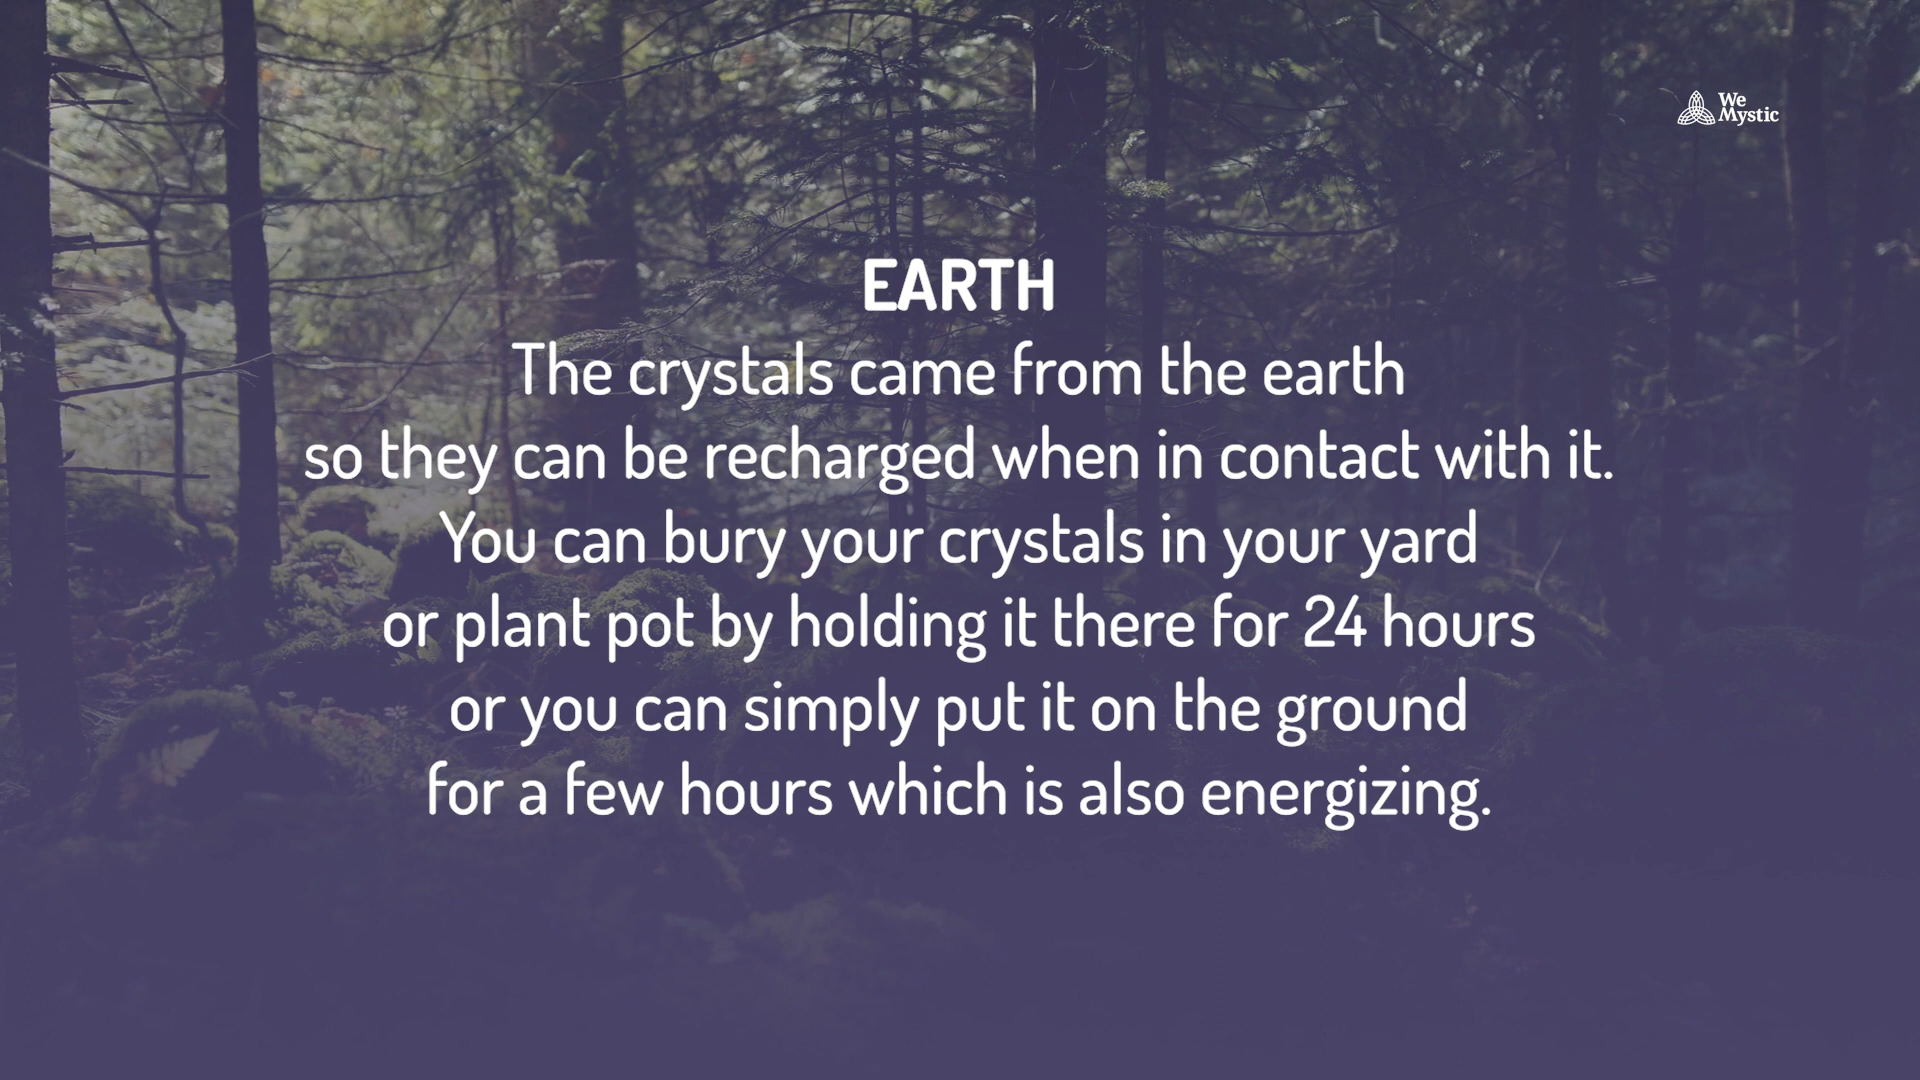 We
Mystic
EARTH
The crystals came from the earth
so they can be recharged when in contact with it.
You can bury your crystals in your yard
or plant pot by holding it there for 24 hours
or you can simply put it on the ground
for a few hours which is also energizing.